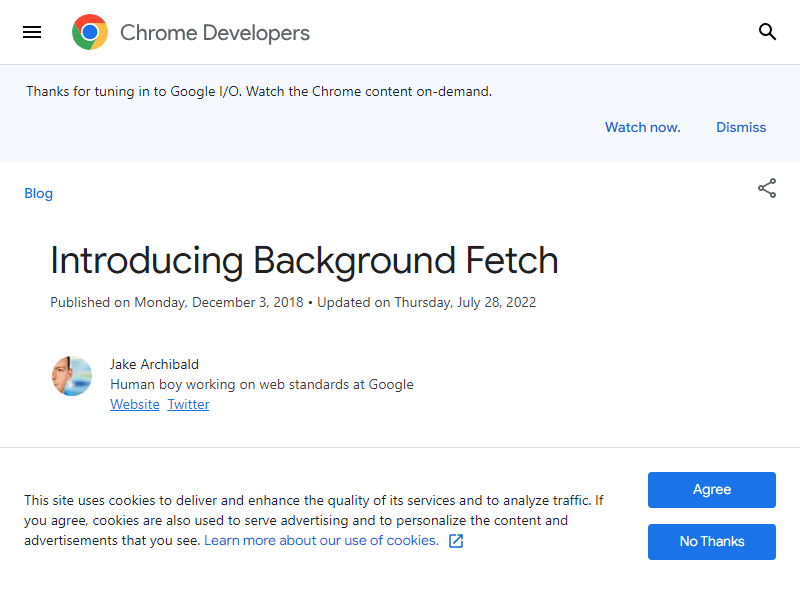 Chrome Developers
Thanks for tuning in to Google I/O. Watch the Chrome content on-demand.
Watch now. Dismiss
Blog
Introducing Background Fetch
Published on Monday, December 3, 2018 • Updated on Thursday, July 28, 2022
Jake Archibald
Human boy working on web standards at Google
Website Twitter
This site uses cookies to deliver and enhance the quality of its services and to analyze traffic. If
you agree, cookies are also used to serve advertising and to personalize the content and
advertisements that you see. Learn more about our use of cookies.
Agree
No Thanks